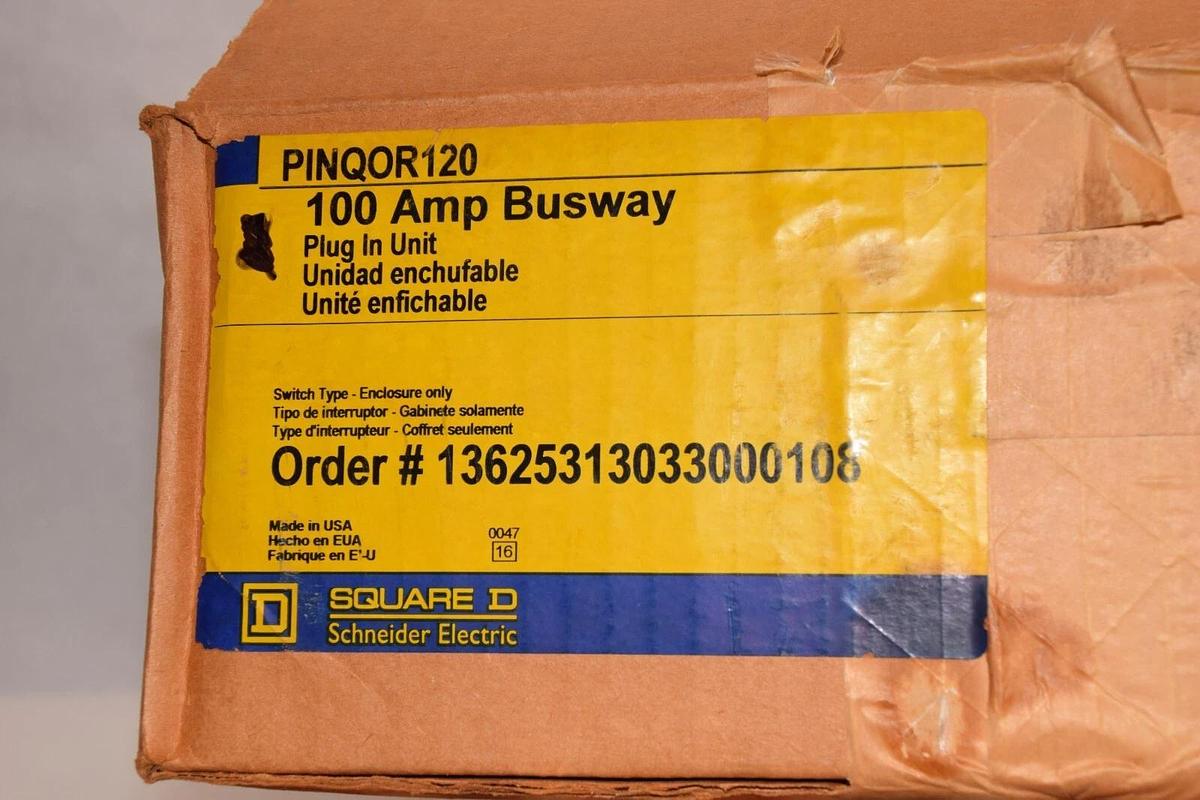 PINQOR120
100 Amp Busway
Plug In Unit
Unidad enchufable
Unité enfichable
Switch Type - Enclosure only
Tipo de interruptor - Gabinete solamente
Type d'interrupteur - Coffret seulement
Order # 13625313033000108
Made in USA
Hecho en EUA
Fabrique en E'-U
0047
16
D
SQUARE D
Schneider Electric